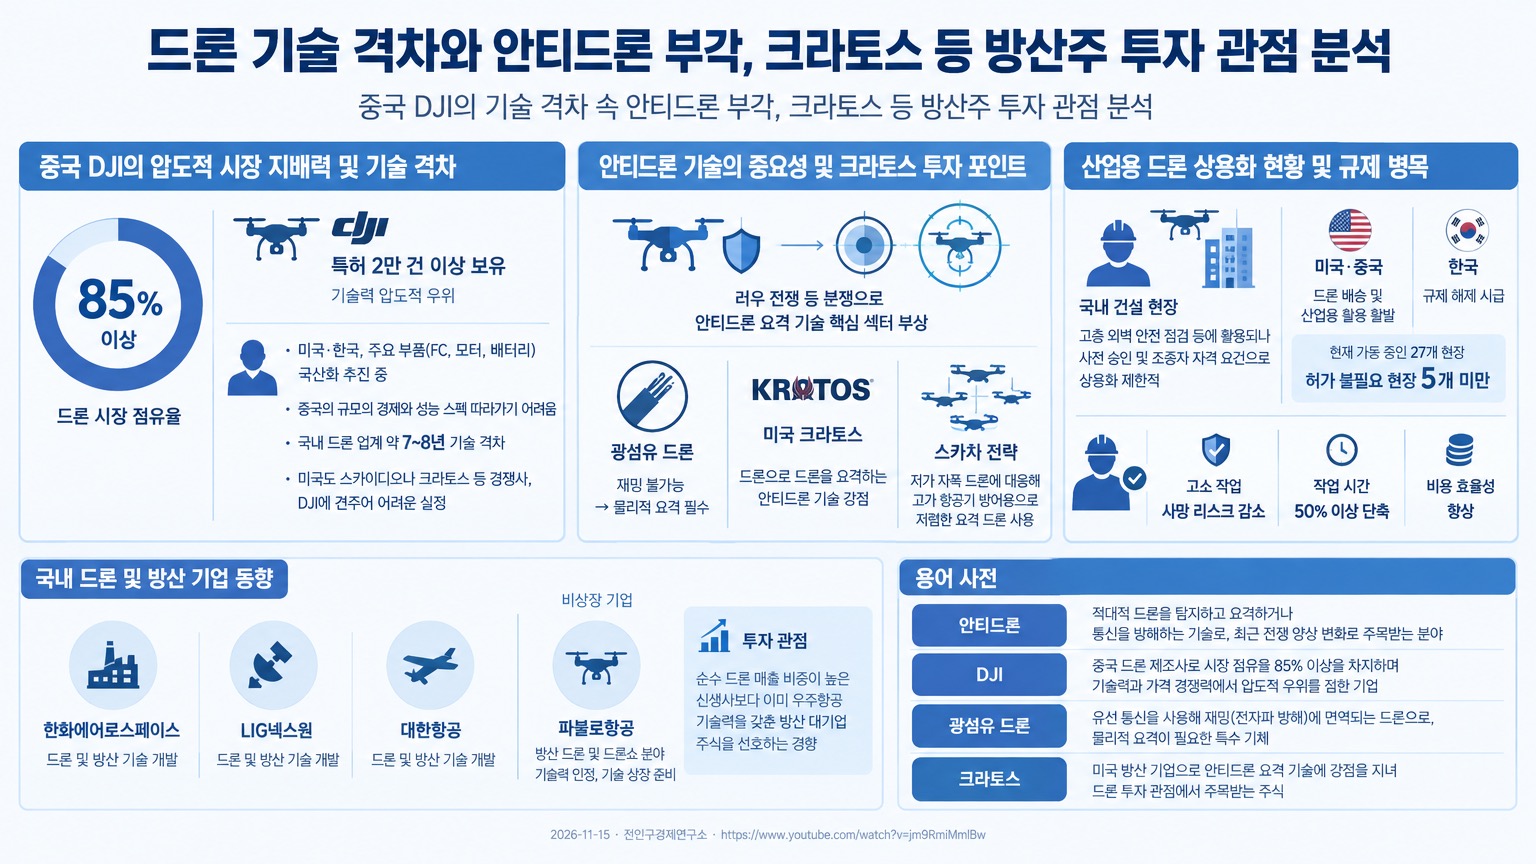 드론 기술 격차와 안티드론 부각, 크라토스 등 방산주 투자 관점 분석
중국 DJI의 기술 격차 속 안티드론 부각, 크라토스 등 방산주 투자 관점 분석
중국 DJI의 압도적 시장 지배력 및 기술 격차
85%
이상
드론 시장 점유율
dji
특허 2만 건 이상 보유
기술력 압도적 우위
• 미국·한국, 주요 부품(FC, 모터, 배터리)
국산화 추진 중
• 중국의 규모의 경제와 성능 스펙 따라가기 어려움
• 국내 드론 업계 약 7~8년 기술 격차
• 미국도 스카이디오나 크라토스 등 경쟁사,
DJI에 견주어 어려운 실정
안티드론 기술의 중요성 및 크라토스 투자 포인트
러우 전쟁 등 분쟁으로
안티드론 요격 기술 핵심 섹터 부상
광섬유 드론
재밍 불가능
→ 물리적 요격 필수
KRATOS
미국 크라토스
드론으로 드론을 요격하는
안티드론 기술 강점
스카차 전략
저가 자폭 드론에 대응해
고가 항공기 방어용으로
저렴한 요격 드론 사용
산업용 드론 상용화 현황 및 규제 병목
국내 건설 현장
고층 외벽 안전 점검 등에 활용되나
사전 승인 및 조종자 자격 요건으로
상용화 제한적
미국·중국
드론 배송 및
산업용 활용 활발
한국
규제 해제 시급
현재 가동 중인 27개 현장
허가 불필요 현장 5개 미만
고소 작업
사망 리스크 감소
작업 시간
50% 이상 단축
비용 효율성
향상
국내 드론 및 방산 기업 동향
한화에어로스페이스
드론 및 방산 기술 개발
LIG넥스원
드론 및 방산 기술 개발
대한항공
드론 및 방산 기술 개발
비상장 기업
파블로항공
방산 드론 및 드론쇼 분야
기술력 인정, 기술 상장 준비
투자 관점
순수 드론 매출 비중이 높은
신생사보다 이미 우주항공
기술력을 갖춘 방산 대기업
주식을 선호하는 경향
용어 사전
안티드론
적대적 드론을 탐지하고 요격하거나
통신을 방해하는 기술로, 최근 전쟁 양상 변화로 주목받는 분야
DJI
중국 드론 제조사로 시장 점유율 85% 이상을 차지하며
기술력과 가격 경쟁력에서 압도적 우위를 점한 기업
광섬유 드론
유선 통신을 사용해 재밍(전자파 방해)에 면역되는 드론으로,
물리적 요격이 필요한 특수 기체
크라토스
미국 방산 기업으로 안티드론 요격 기술에 강점을 지녀
드론 투자 관점에서 주목받는 주식
2026-11-15 · 전인구경제연구소 · https://www.youtube.com/watch?v=jm9RmiMmlBw